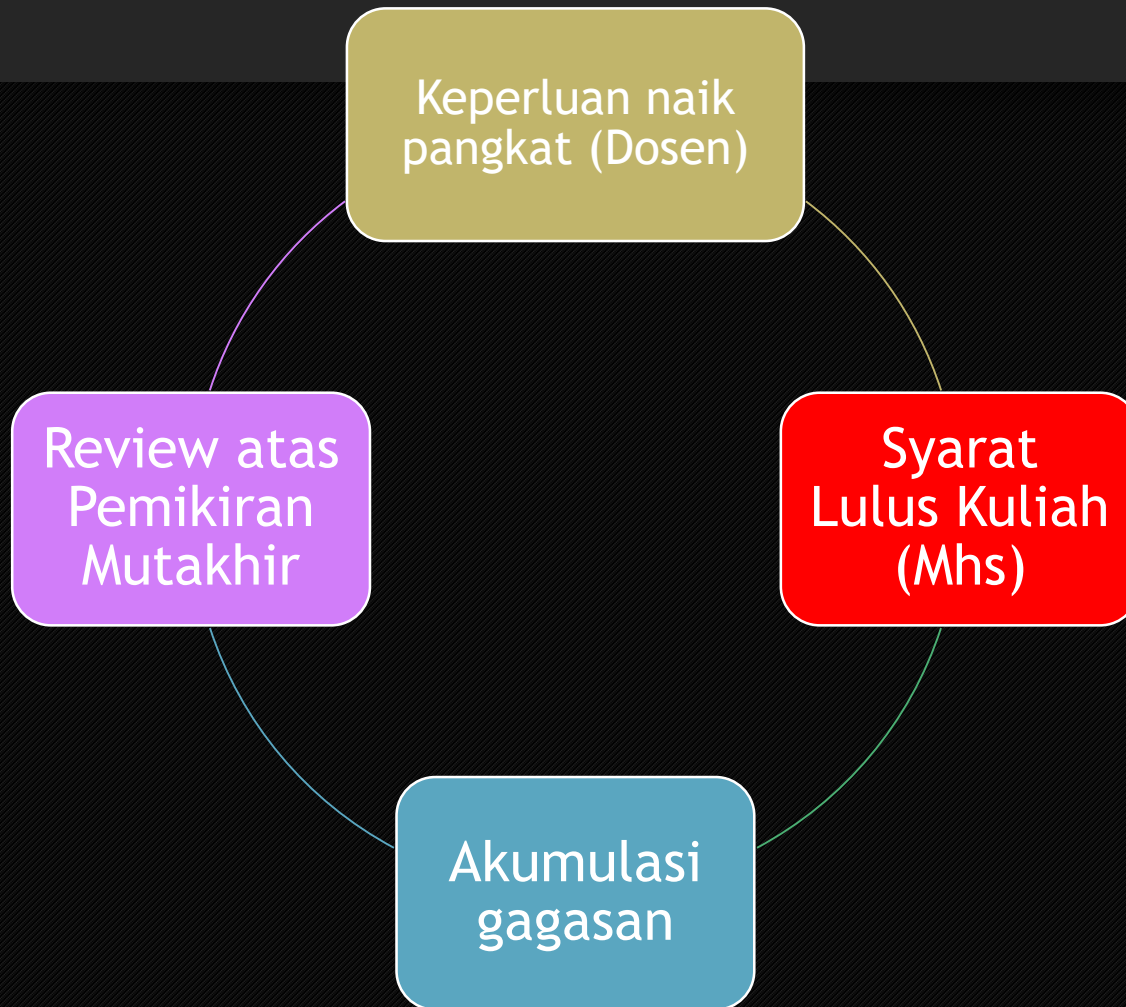 Keperluan naik
pangkat (Dosen)
Review atas
Pemikiran
Mutakhir
Syarat
Lulus Kuliah
(Mhs)
Akumulasi
gagasan